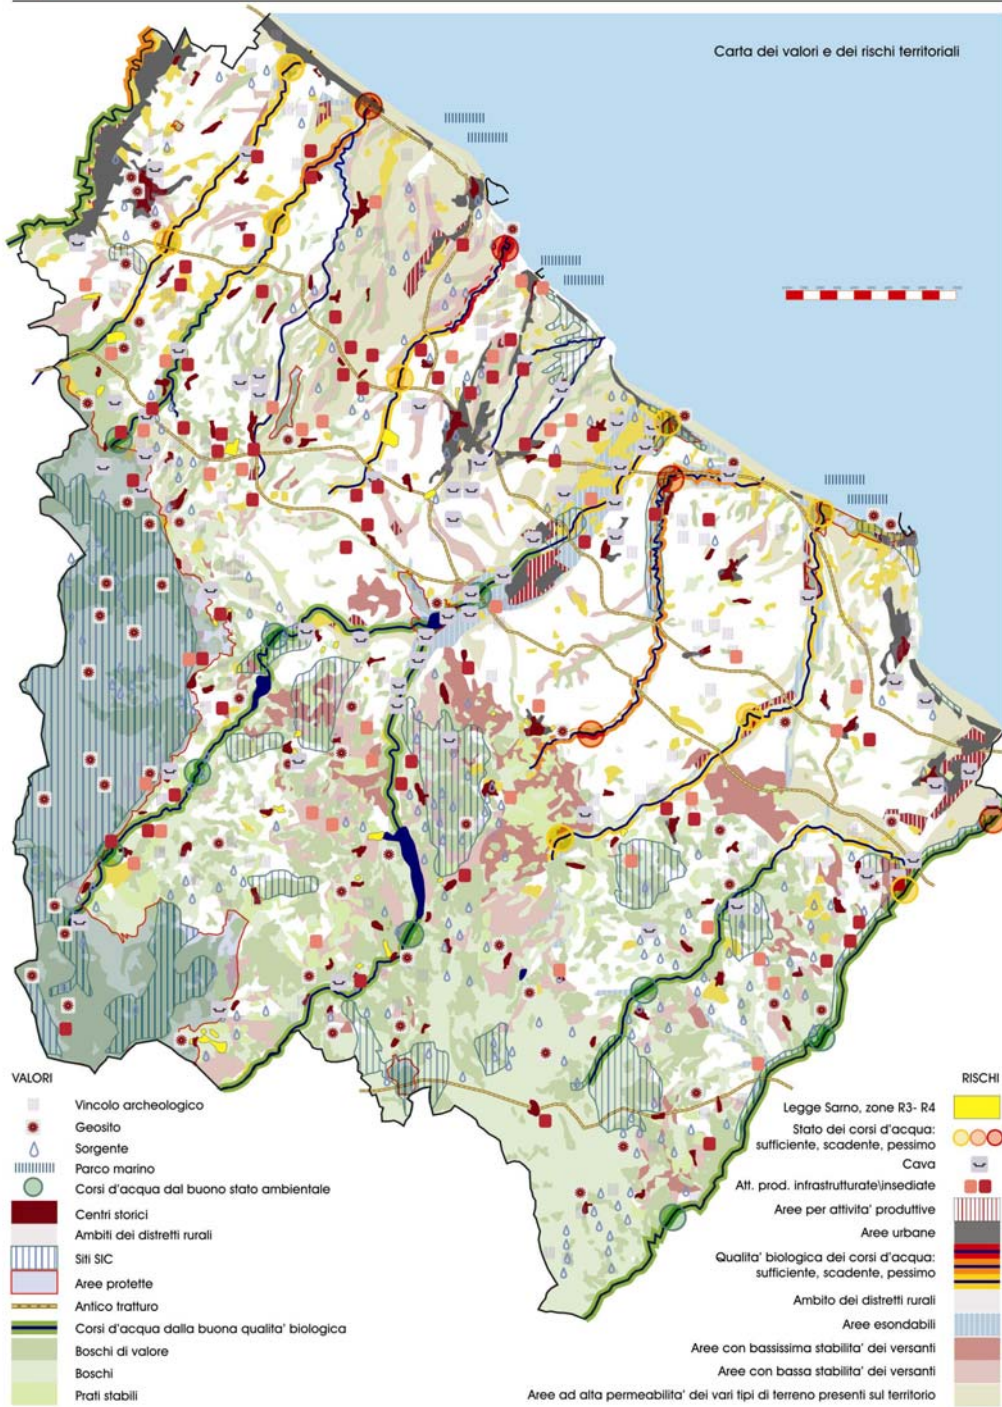 Carta dei valori e dei rischi territoriali
VALORI
Vincolo archeologico
Geosito
Sorgente
Parco marino
Corsi d'acqua dal buono stato ambientale
Centri storici
Ambiti dei distretti rurali
Siti SIC
Aree protette
Antico tratturo
Corsi d'acqua dalla buona qualita' biologica
Boschi di valore
Boschi
Prati stabili
RISCHI
Legge Sarno, zone R3- R4
Stato dei corsi d'acqua:
sufficiente, scadente, pessimo
Cava
Att. prod. infrastrutturate\insediate
Aree per attivita' produttive
Aree urbane
Qualita' biologica dei corsi d'acqua:
sufficiente, scadente, pessimo
Ambito dei distretti rurali
Aree esondabili
Aree con bassissima stabilita' dei versanti
Aree con bassa stabilita' dei versanti
Aree ad alta permeabilita' dei vari tipi di terreno presenti sul territorio